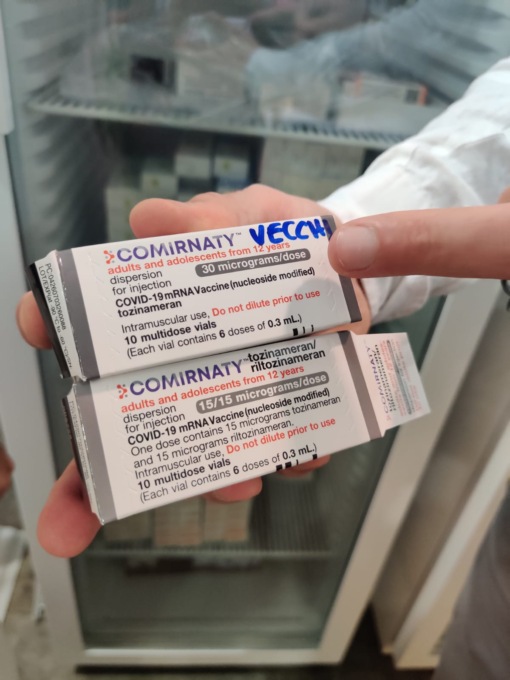 COMiRNATY™ VECCH
adults and adolescents from 12 years
dispersion
for injection
30 micrograms/dose
COVID-19 mRNA Vaccine (nucleoside modified)
tozinameran
Intramuscular use, Do not dilute prior to use
10 multidose vials
(Each vial contains 6 doses of 0.3 mL.)
COMiRNATY™ tozinameran/
riltozinameran
adults and adolescents from 12 years
dispersion
for injection
15/15 micrograms/dose
COVID-19 mRNA Vaccine (nucleoside modified)
One dose contains 15 micrograms tozinameran
and 15 micrograms riltozinameran.
Intramuscular use, Do not dilute prior to use
10 multidose vials
(Each vial contains 6 doses of 0.3 mL.)
COMIRNATY